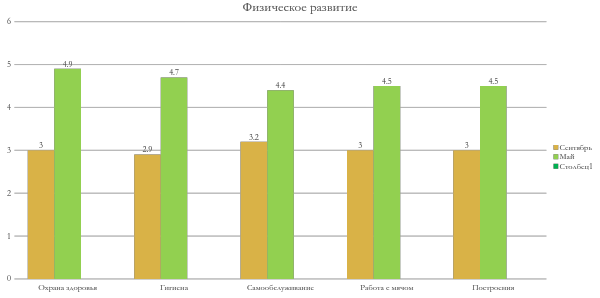 Физическое развитие
6
5
4
3
2
1
0
3
4.9
2.9
4.7
3.2
4.4
3
4.5
3
4.5
Охрана здоровья
Гигиена
Самообслуживание
Работа с мячом
Построения
Сентябрь
Май
Столбец1